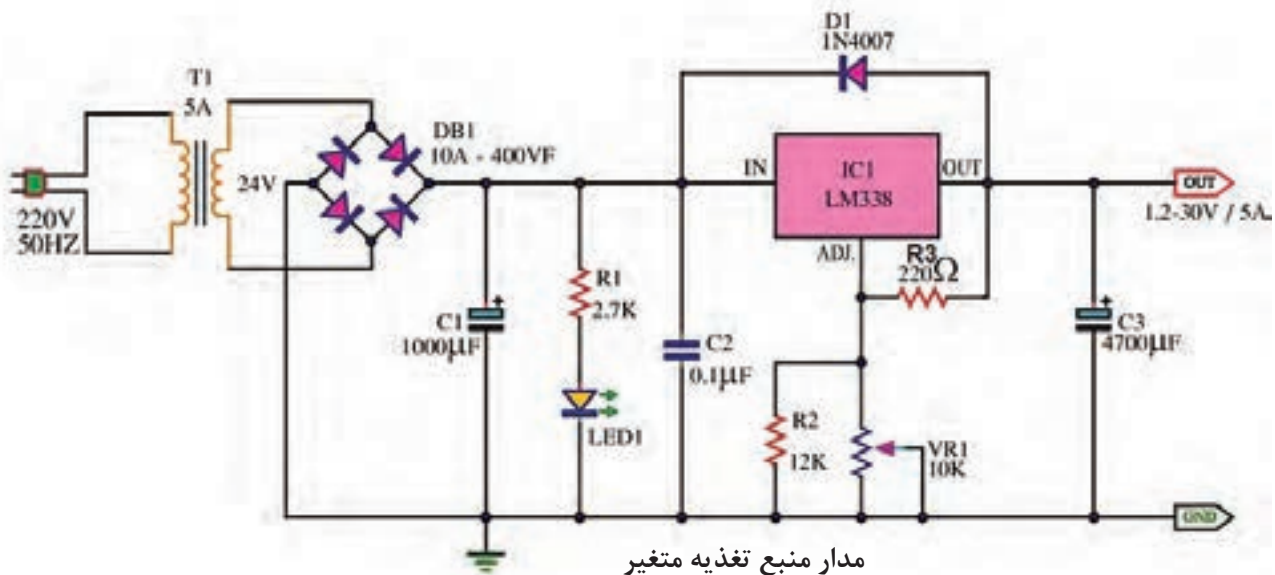 D1
1N4007
T1
5A
DB1
10A - 400VF
24V
220V
50HZ
IN
IC1
LM338
OUT
ADJ.
R3
220Ω
OUT
1.2-30V / 5A
R1
2.7K
C1
1000µF
C2
0.1µF
C3
4700µF
LED1
R2
12K
VR1
10K
GND
مدار منبع تغذیه متغیر